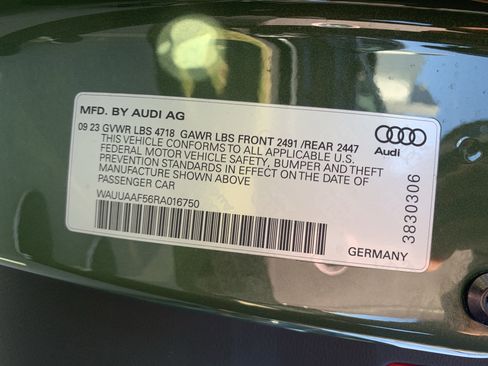 MFD. BY AUDI AG
09 23 GVWR LBS 4718 GAWR LBS FRONT 2491 /REAR 2447
THIS VEHICLE CONFORMS TO ALL APPLICABLE U.S.
FEDERAL MOTOR VEHICLE SAFETY, BUMPER AND THEFT
PREVENTION STANDARDS IN EFFECT ON THE DATE OF
MANUFACTURE SHOWN ABOVE
PASSENGER CAR
WAUUAAF56RA016750
Audi
3830306
GERMANY